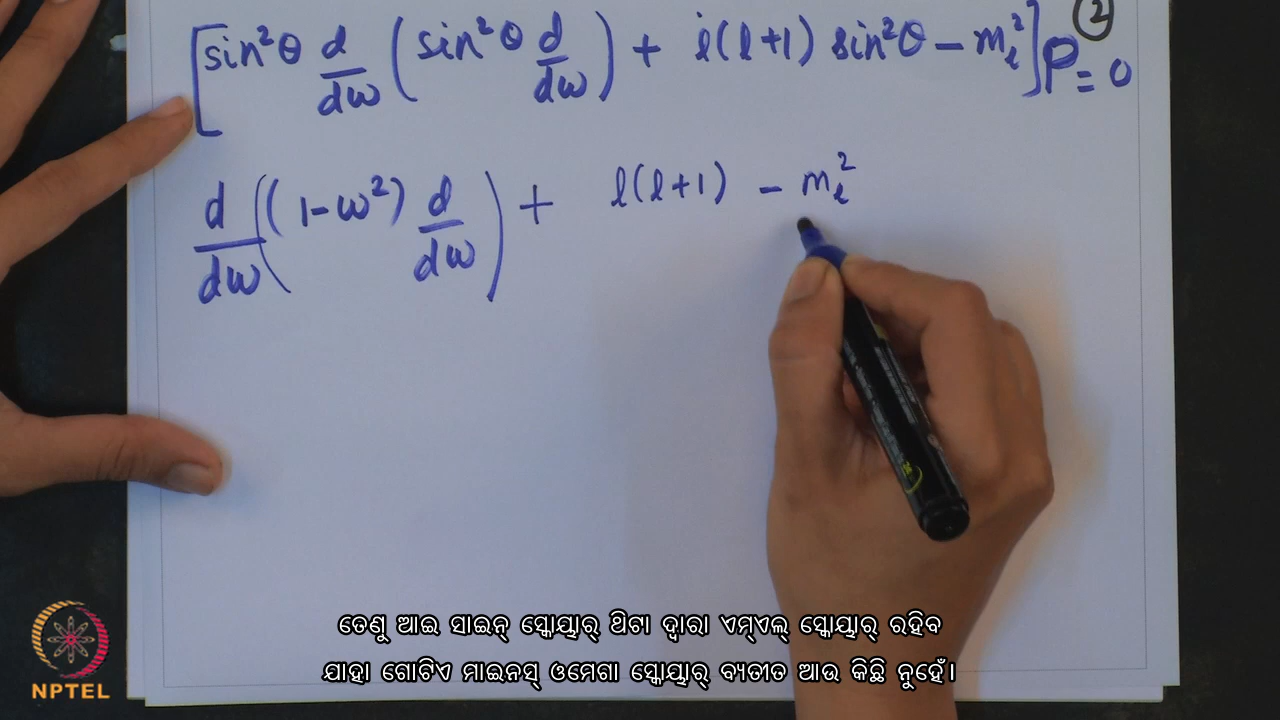 [sin²θ d/dω (sin²θ d/dω) + l(l+1) sin²θ − m_l²] P = 0 ②
d/dω ((1−ω²) d/dω) + l(l+1) − m_l²
ତେଣୁ ଆଇ ସାଇନ୍ ସ୍କୋୟାର୍ ଥିଟା ଦ୍ୱାରା ଏମ୍ଏଲ୍ ସ୍କୋୟାର୍ ରହିବ
ଯାହା ଗୋଟିଏ ମାଇନସ୍ ଓମେଗା ସ୍କୋୟାର୍ ବ୍ୟତୀତ ଆଉ କିଛି ନୁହେଁ।
NPTEL